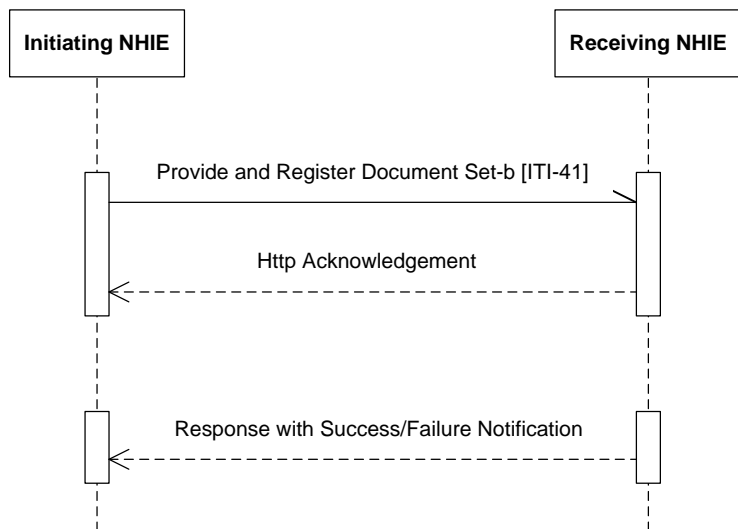 Initiating NHIE
Receiving NHIE
Provide and Register Document Set-b [ITI-41]
Http Acknowledgement
Response with Success/Failure Notification